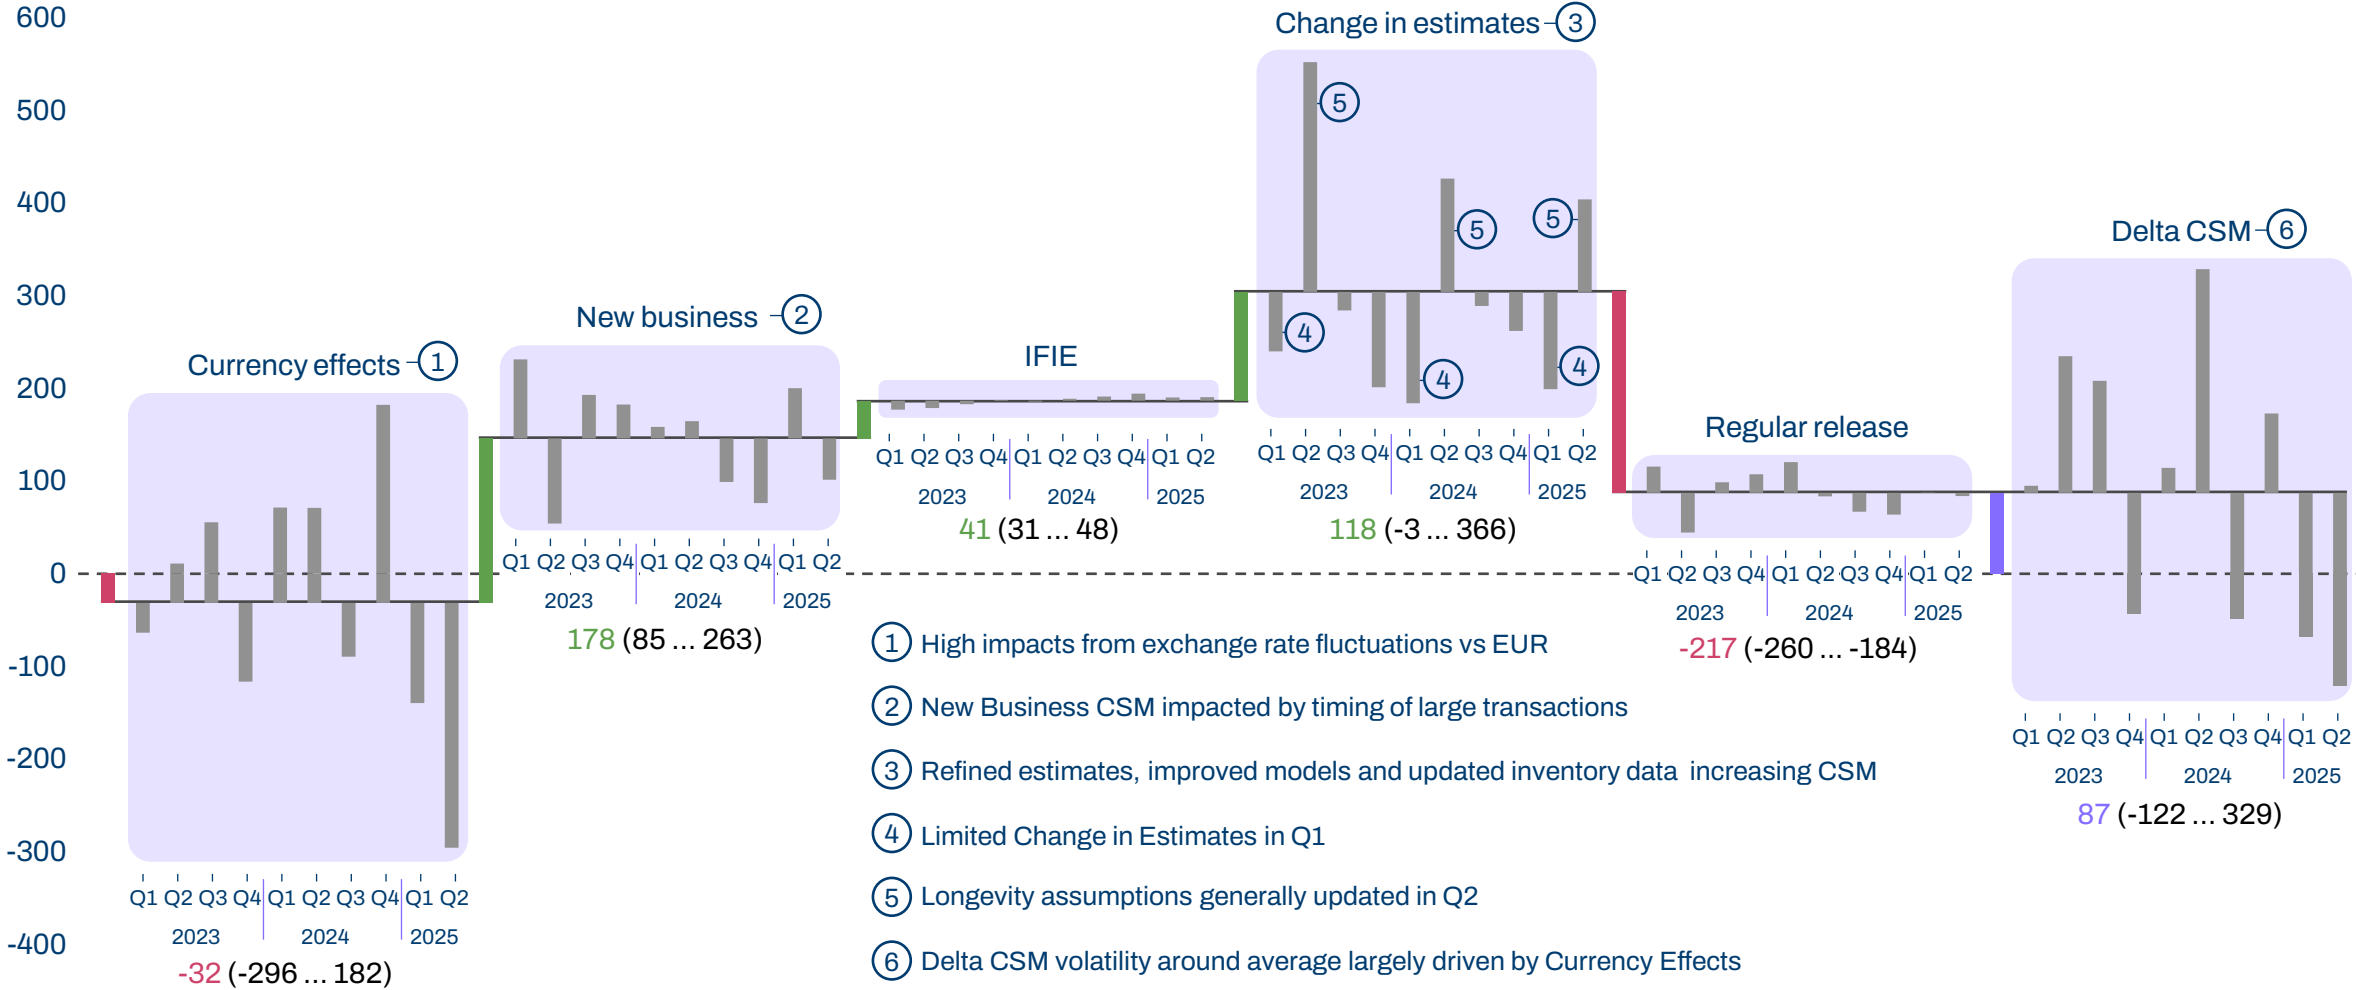 600
500
400
300
200
100
0
-100
-200
-300
-400
Currency effects 1
Q1 Q2 Q3 Q4 Q1 Q2 Q3 Q4 Q1 Q2
2023 2024 2025
-32 (-296 ... 182)
New business 2
Q1 Q2 Q3 Q4 Q1 Q2 Q3 Q4 Q1 Q2
2023 2024 2025
178 (85 ... 263)
IFIE
Q1 Q2 Q3 Q4 Q1 Q2 Q3 Q4 Q1 Q2
2023 2024 2025
41 (31 ... 48)
Change in estimates 3
5
5
5
4
4
4
Q1 Q2 Q3 Q4 Q1 Q2 Q3 Q4 Q1 Q2
2023 2024 2025
118 (-3 ... 366)
Regular release
Q1 Q2 Q3 Q4 Q1 Q2 Q3 Q4 Q1 Q2
2023 2024 2025
-217 (-260 ... -184)
Delta CSM 6
Q1 Q2 Q3 Q4 Q1 Q2 Q3 Q4 Q1 Q2
2023 2024 2025
87 (-122 ... 329)
1 High impacts from exchange rate fluctuations vs EUR
2 New Business CSM impacted by timing of large transactions
3 Refined estimates, improved models and updated inventory data increasing CSM
4 Limited Change in Estimates in Q1
5 Longevity assumptions generally updated in Q2
6 Delta CSM volatility around average largely driven by Currency Effects